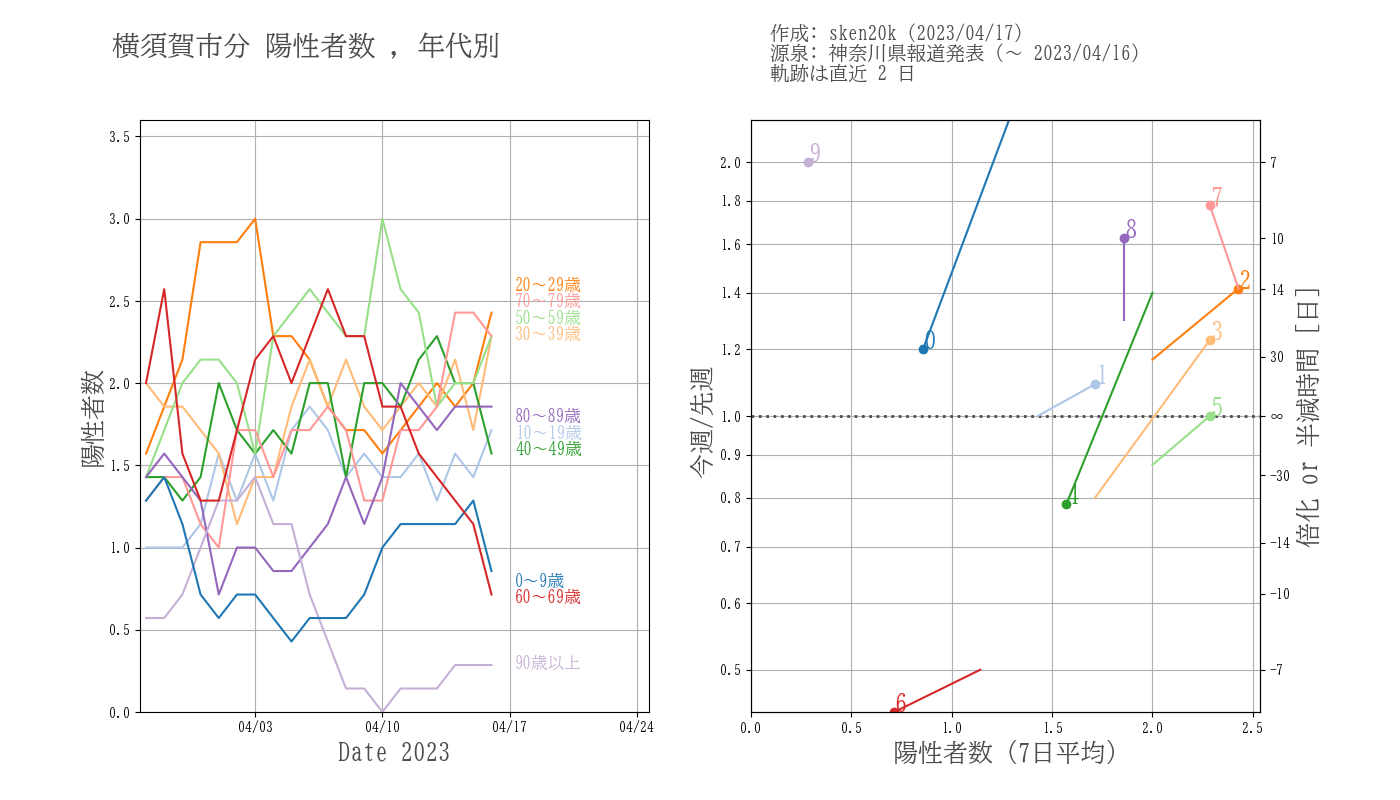 横須賀市分 陽性者数 , 年代別
作成: sken20k (2023/04/17)
源泉: 神奈川県報道発表 (～ 2023/04/16)
軌跡は直近 2 日
陽性者数
3.5
3.0
2.5
2.0
1.5
1.0
0.5
0.0
20～29歳
70～79歳
50～59歳
30～39歳
80～89歳
10～19歳
40～49歳
0～9歳
60～69歳
90歳以上
04/03
04/10
04/17
04/24
Date 2023
今週/先週
2.0
1.8
1.6
1.4
1.2
1.0
0.9
0.8
0.7
0.6
0.5
9
7
8
2
3
0
1
5
4
6
7
10
14
30
∞
−30
−14
−10
−7
倍化 or 半減時間 [日]
0.0
0.5
1.0
1.5
2.0
2.5
陽性者数 (7日平均)